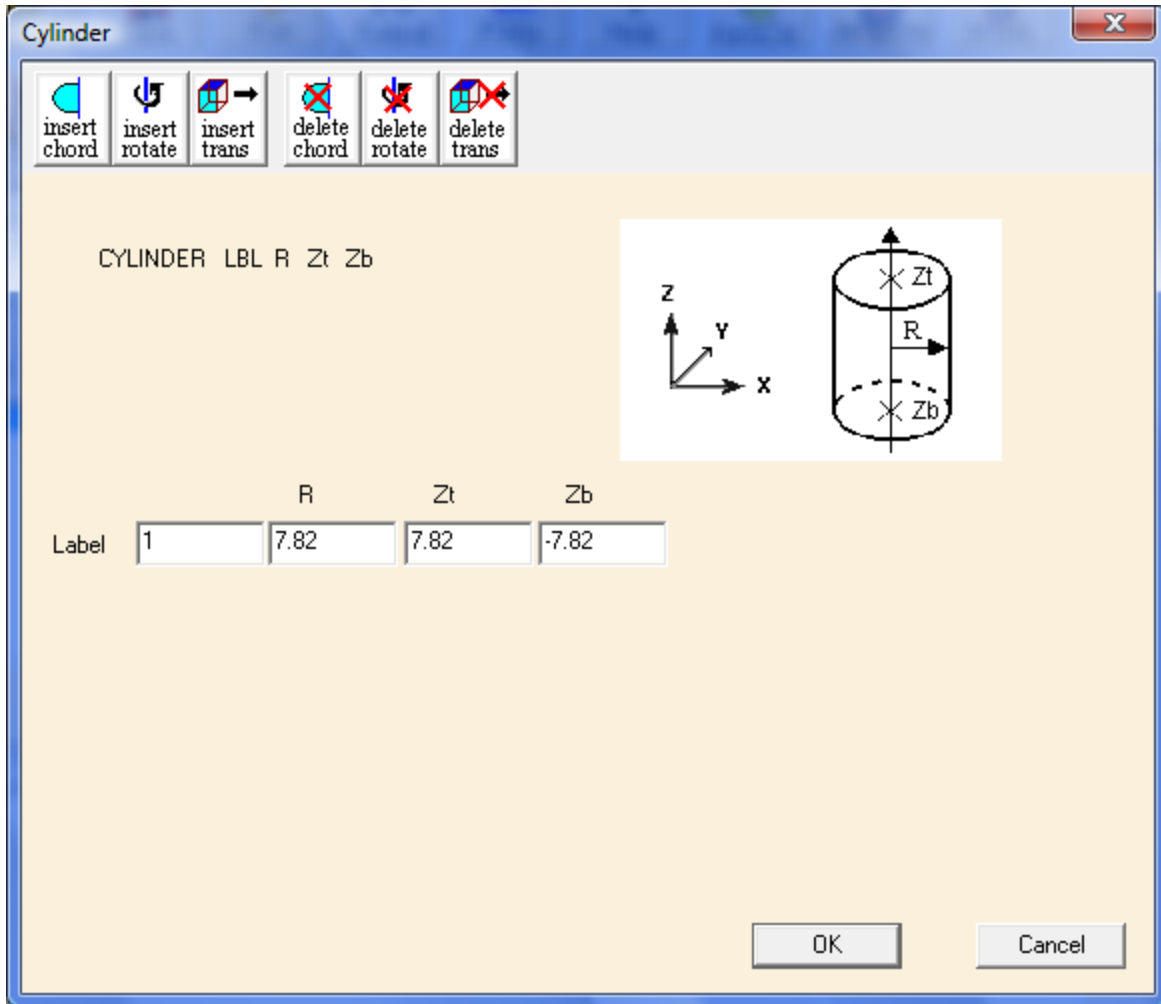 Cylinder
insert chord
insert rotate
insert trans
delete chord
delete rotate
delete trans
CYLINDER LBL R Zt Zb
Z
Y
X
Zt
R
Zb
R Zt Zb
Label 1 7.82 7.82 -7.82
OK Cancel